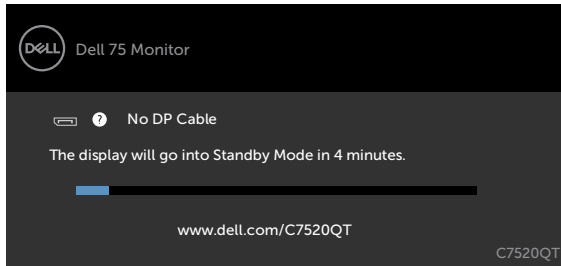 DELL
Dell 75 Monitor
? No DP Cable
The display will go into Standby Mode in 4 minutes.
www.dell.com/C7520QT
C7520QT